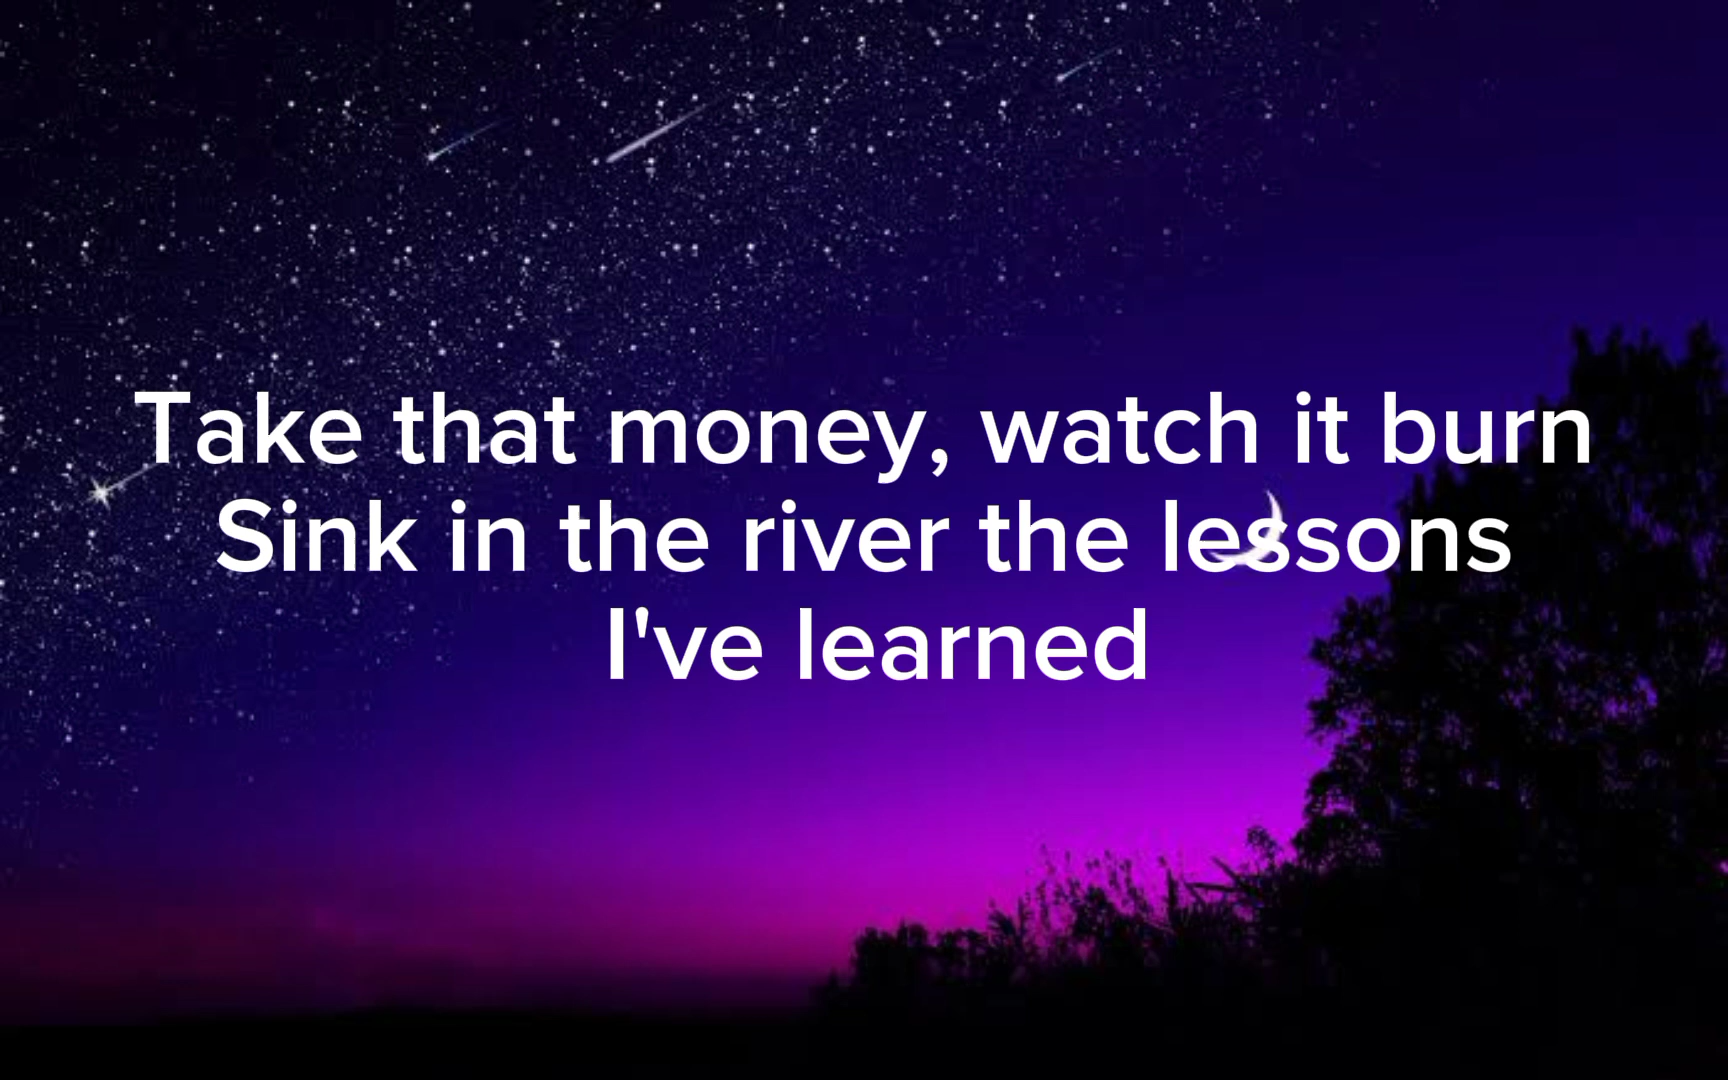 Take that money, watch it burn
Sink in the river the lessons
I've learned